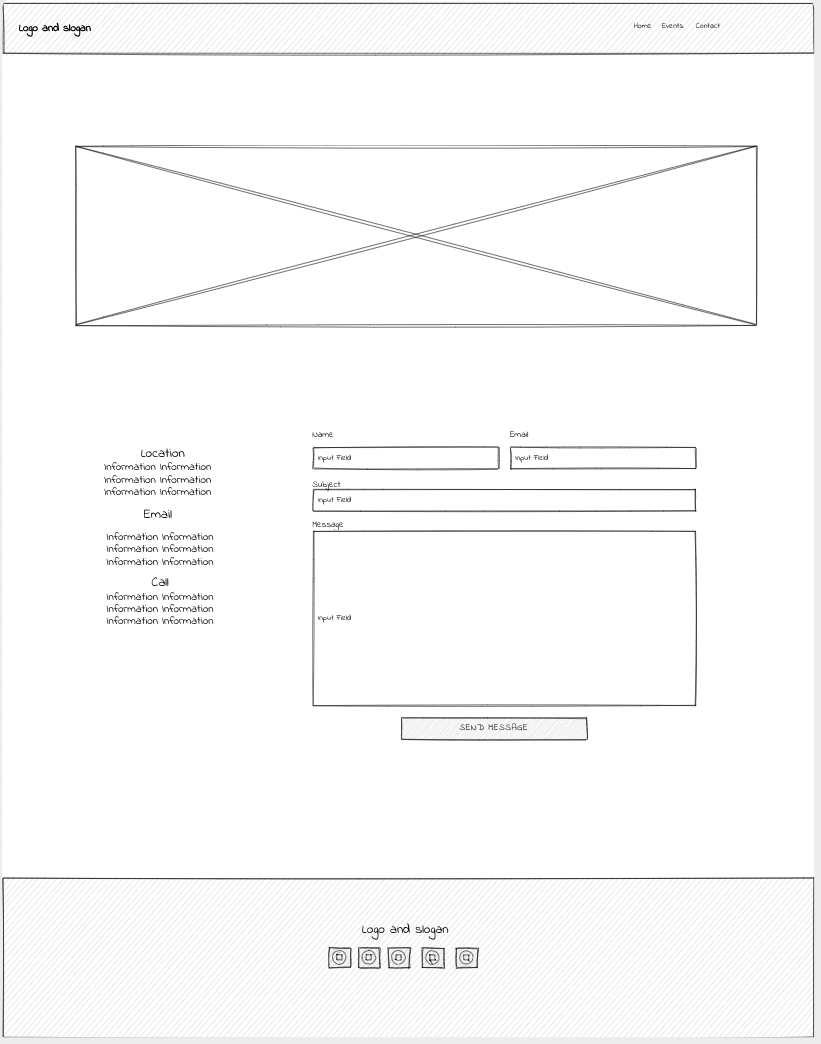 Logo and slogan
Home Events Contact
Location
Information Information
Information Information
Information Information
Email
Information Information
Information Information
Information Information
Call
Information Information
Information Information
Information Information
Name Email
Input Field Input Field
Subject
Input Field
Message
Input Field
SEND MESSAGE
Logo and slogan